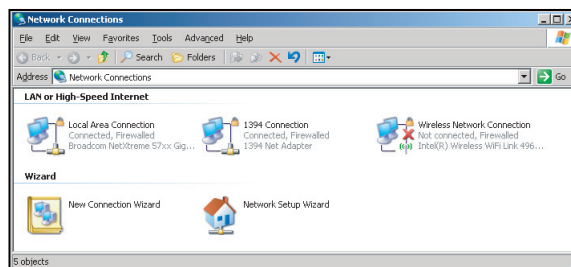 Network Connections
File Edit View Favorites Tools Advanced Help
Back Search Folders
Address Network Connections Go
LAN or High-Speed Internet
Local Area Connection
Connected, Firewalled
Broadcom NetXtreme 57xx Gig...
1394 Connection
Connected, Firewalled
1394 Net Adapter
Wireless Network Connection
Not connected, Firewalled
Intel(R) Wireless WiFi Link 496...
Wizard
New Connection Wizard
Network Setup Wizard
5 objects